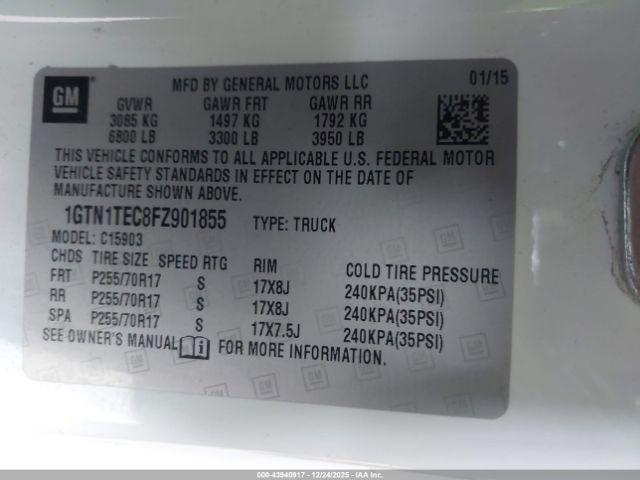 GM
MFD BY GENERAL MOTORS LLC 01/15
GVWR GAWR FRT GAWR RR
3085 KG 1497 KG 1792 KG
6800 LB 3300 LB 3950 LB
THIS VEHICLE CONFORMS TO ALL APPLICABLE U.S. FEDERAL MOTOR
VEHICLE SAFETY STANDARDS IN EFFECT ON THE DATE OF
MANUFACTURE SHOWN ABOVE.
1GTN1TEC8FZ901855 TYPE: TRUCK
MODEL: C15903
CHDS TIRE SIZE SPEED RTG RIM COLD TIRE PRESSURE
FRT P255/70R17 S 17X8J 240KPA(35PSI)
RR P255/70R17 S 17X8J 240KPA(35PSI)
SPA P255/70R17 S 17X7.5J 240KPA(35PSI)
SEE OWNER'S MANUAL FOR MORE INFORMATION.
000-43940917 - 12/24/2025 - IAAI, Inc.